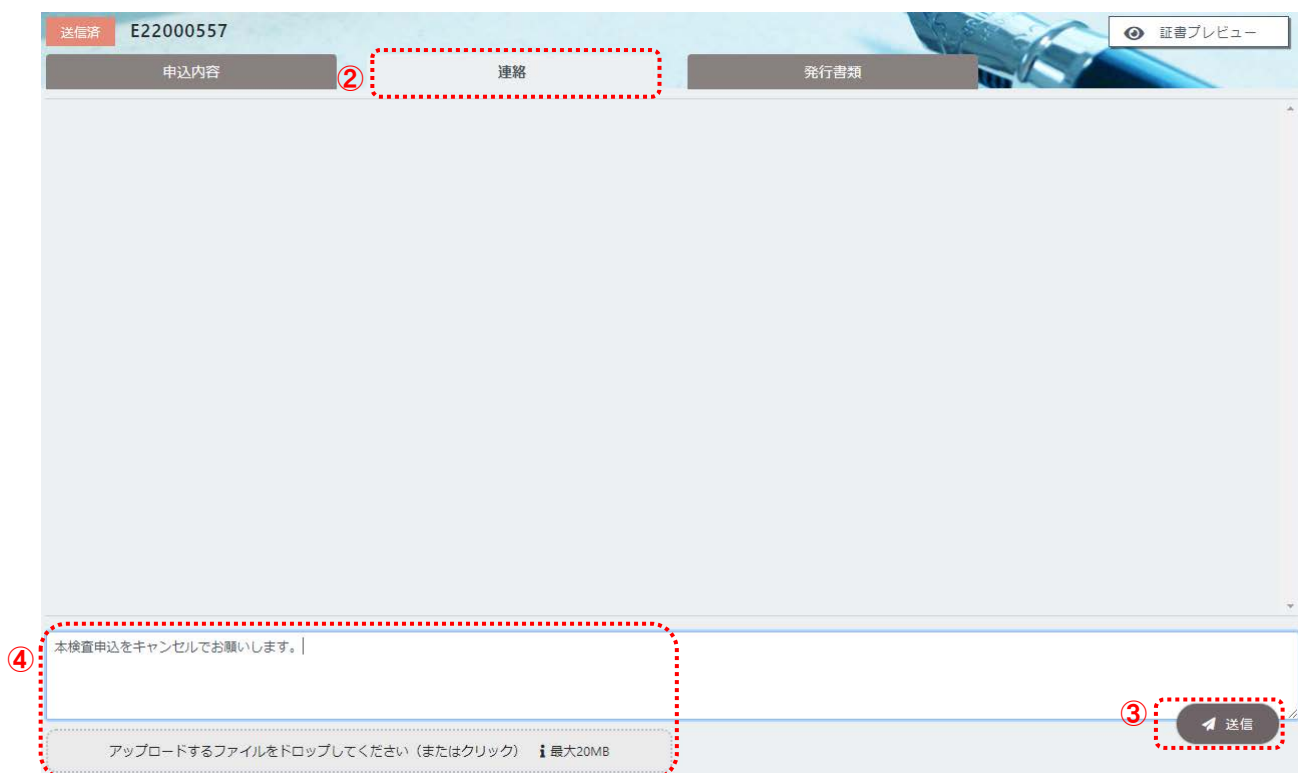 送信済 E22000557
証書プレビュー
申込内容
② 連絡
発行書類
④ 本検査申込をキャンセルでお願いします。
③ 送信
アップロードするファイルをドロップしてください（またはクリック） i 最大20MB